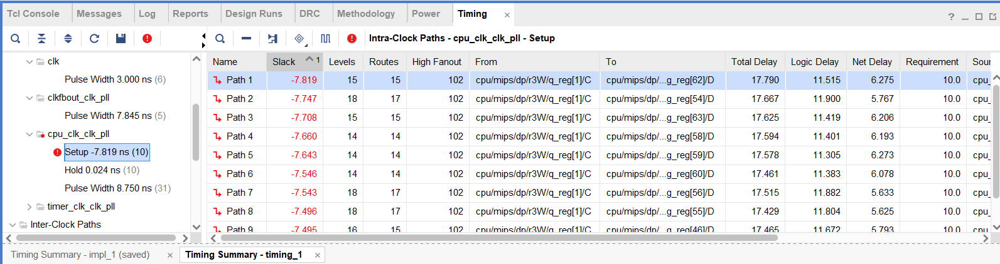 Tcl Console Messages Log Reports Design Runs DRC Methodology Power Timing × ? _
Intra-Clock Paths - cpu_clk_clk_pll - Setup
clk
Pulse Width 3.000 ns (6)
clkfbout_clk_pll
Pulse Width 7.845 ns (5)
cpu_clk_clk_pll
Setup -7.819 ns (10)
Hold 0.024 ns (10)
Pulse Width 8.750 ns (31)
timer_clk_clk_pll
Inter-Clock Paths
Name Slack ^ 1 Levels Routes High Fanout From To Total Delay Logic Delay Net Delay Requirement Sour
Path 1 -7.819 15 15 102 cpu/mips/dp/r3W/q_reg[1]/C cpu/mips/dp/...g_reg[62]/D 17.790 11.515 6.275 10.0 cpu_
Path 2 -7.747 18 17 102 cpu/mips/dp/r3W/q_reg[1]/C cpu/mips/dp/...g_reg[54]/D 17.667 11.900 5.767 10.0 cpu_
Path 3 -7.708 15 15 102 cpu/mips/dp/r3W/q_reg[1]/C cpu/mips/dp/...g_reg[63]/D 17.625 11.419 6.206 10.0 cpu_
Path 4 -7.660 14 14 102 cpu/mips/dp/r3W/q_reg[1]/C cpu/mips/dp/...g_reg[58]/D 17.594 11.401 6.193 10.0 cpu_
Path 5 -7.643 14 14 102 cpu/mips/dp/r3W/q_reg[1]/C cpu/mips/dp/...g_reg[59]/D 17.578 11.305 6.273 10.0 cpu_
Path 6 -7.546 14 14 102 cpu/mips/dp/r3W/q_reg[1]/C cpu/mips/dp/...g_reg[60]/D 17.461 11.383 6.078 10.0 cpu_
Path 7 -7.543 18 17 102 cpu/mips/dp/r3W/q_reg[1]/C cpu/mips/dp/...g_reg[56]/D 17.515 11.882 5.633 10.0 cpu_
Path 8 -7.496 18 17 102 cpu/mips/dp/r3W/q_reg[1]/C cpu/mips/dp/...g_reg[55]/D 17.429 11.804 5.625 10.0 cpu_
Path 9 -7.495 16 15 102 cpu/mips/dp/r3W/q_reg[1]/C cpu/mips/dp/...g_reg[46]/D 17.465 11.672 5.793 10.0 cpu_
Timing Summary - impl_1 (saved) × Timing Summary - timing_1 ×